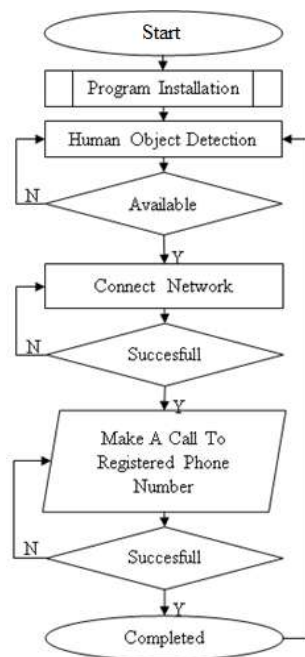 Start
Program Installation
Human Object Detection
Available
N
Y
Connect Network
Succesfull
N
Y
Make A Call To
Registered Phone
Number
Succesfull
N
Y
Completed